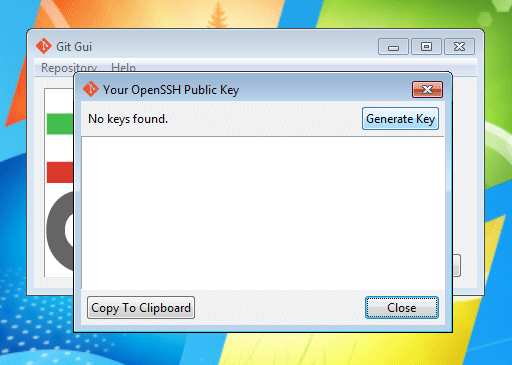 Git Gui
Repository Help
Your OpenSSH Public Key
No keys found.
Generate Key
Copy To Clipboard
Close